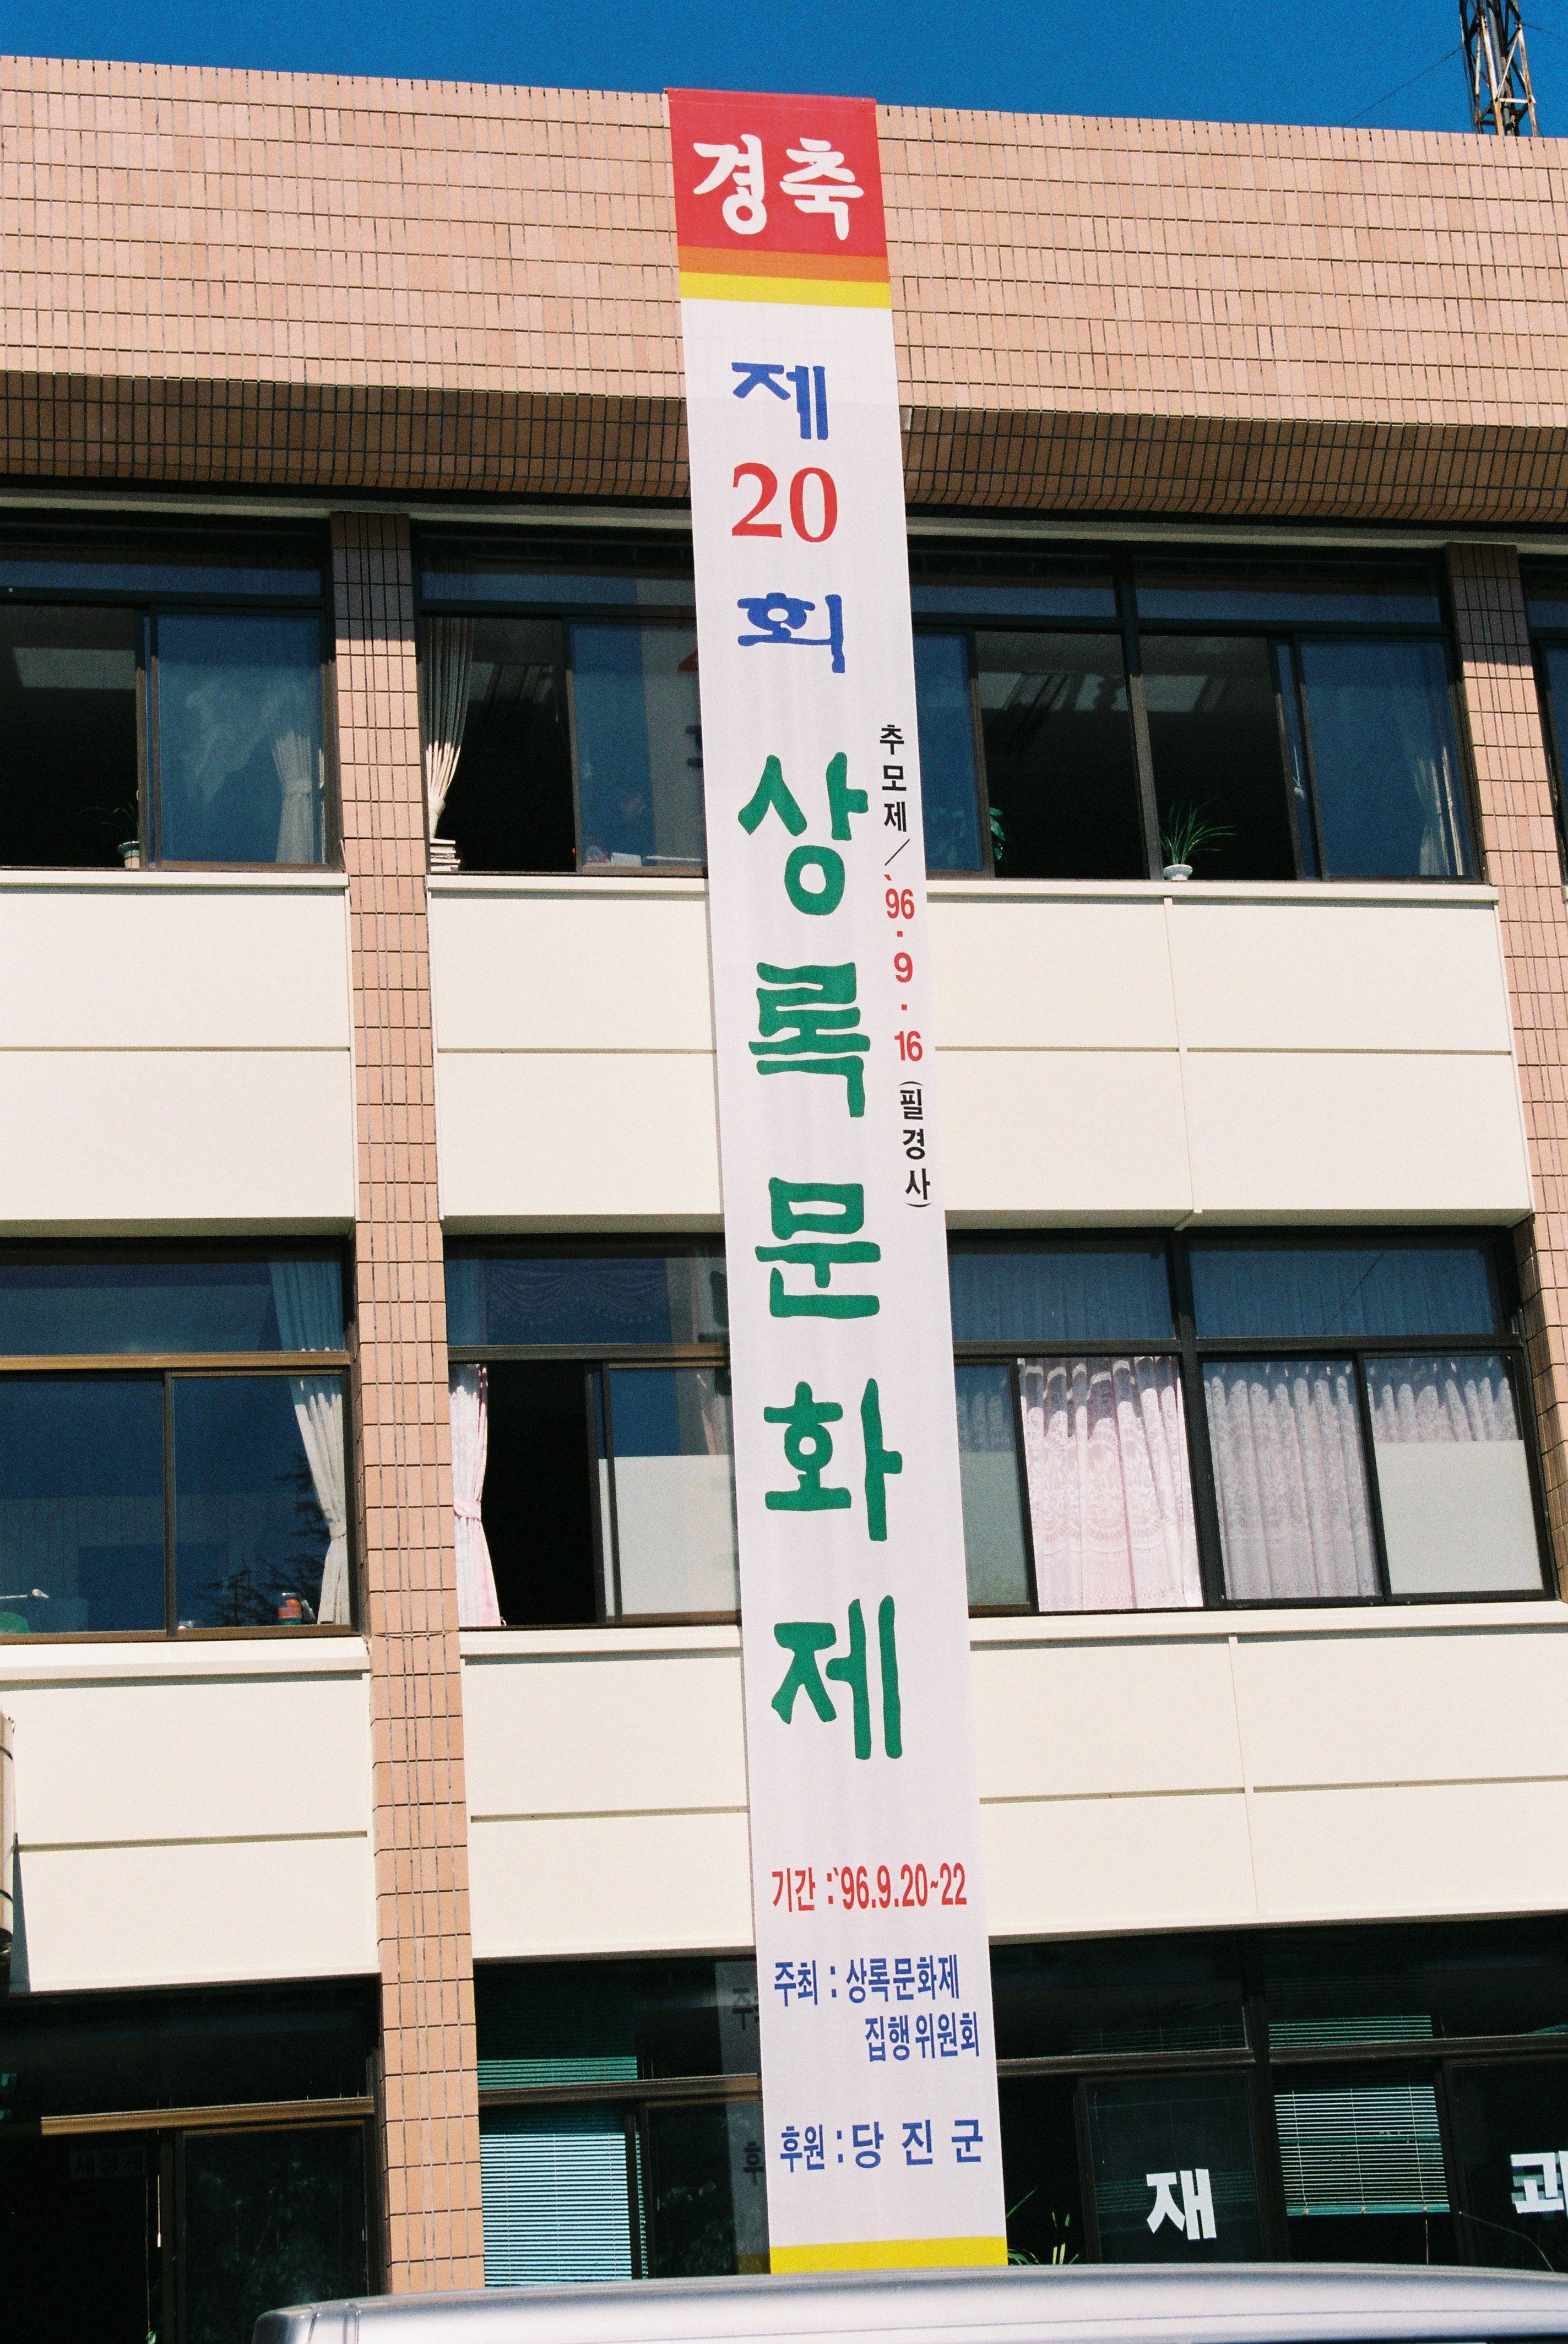 경축
제
20
회
상록문화제
추모제/'96.9.16 (필경사)
기간:'96.9.20~22
주최:상록문화제
집행위원회
후원:당진군
재
과